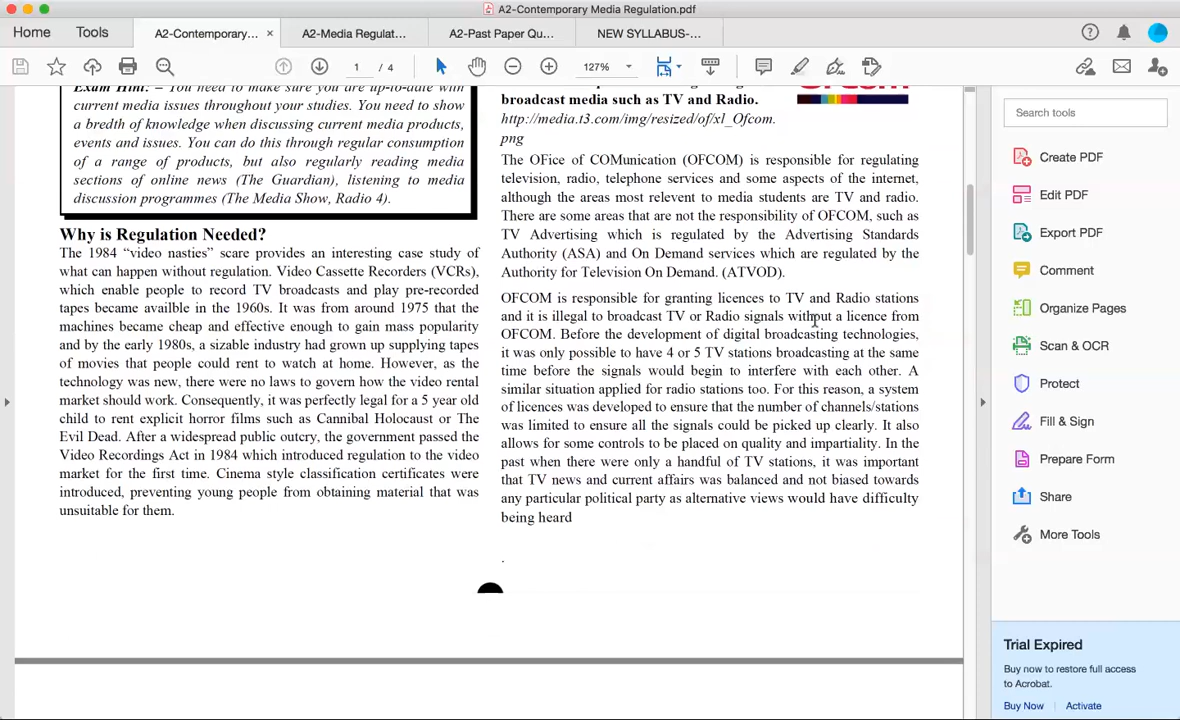 A2-Contemporary Media Regulation.pdf
Home
Tools
A2-Contemporary... ×
A2-Media Regulat...
A2-Past Paper Qu...
NEW SYLLABUS-...
1 / 4
127%
Exam Hint: – You need to make sure you are up-to-date with
current media issues throughout your studies. You need to show
a breadth of knowledge when discussing current media products,
events and issues. You can do this through regular consumption
of a range of products, but also regularly reading media
sections of online news (The Guardian), listening to media
discussion programmes (The Media Show, Radio 4).
Why is Regulation Needed?
The 1984 “video nasties” scare provides an interesting case study of
what can happen without regulation. Video Cassette Recorders (VCRs),
which enable people to record TV broadcasts and play pre-recorded
tapes became availble in the 1960s. It was from around 1975 that the
machines became cheap and effective enough to gain mass popularity
and by the early 1980s, a sizable industry had grown up supplying tapes
of movies that people could rent to watch at home. However, as the
technology was new, there were no laws to govern how the video rental
market should work. Consequently, it was perfectly legal for a 5 year old
child to rent explicit horror films such as Cannibal Holocaust or The
Evil Dead. After a widespread public outcry, the government passed the
Video Recordings Act in 1984 which introduced regulation to the video
market for the first time. Cinema style classification certificates were
introduced, preventing young people from obtaining material that was
unsuitable for them.
broadcast media such as TV and Radio.
http://media.t3.com/img/resized/of/xl_Ofcom.
png
The OFice of COMunication (OFCOM) is responsible for regulating
television, radio, telephone services and some aspects of the internet,
although the areas most relevent to media students are TV and radio.
There are some areas that are not the responsibility of OFCOM, such as
TV Advertising which is regulated by the Advertising Standards
Authority (ASA) and On Demand services which are regulated by the
Authority for Television On Demand. (ATVOD).
OFCOM is responsible for granting licences to TV and Radio stations
and it is illegal to broadcast TV or Radio signals without a licence from
OFCOM. Before the development of digital broadcasting technologies,
it was only possible to have 4 or 5 TV stations broadcasting at the same
time before the signals would begin to interfere with each other. A
similar situation applied for radio stations too. For this reason, a system
of licences was developed to ensure that the number of channels/stations
was limited to ensure all the signals could be picked up clearly. It also
allows for some controls to be placed on quality and impartiality. In the
past when there were only a handful of TV stations, it was important
that TV news and current affairs was balanced and not biased towards
any particular political party as alternative views would have difficulty
being heard
.
Search tools
Create PDF
Edit PDF
Export PDF
Comment
Organize Pages
Scan & OCR
Protect
Fill & Sign
Prepare Form
Share
More Tools
Trial Expired
Buy now to restore full access
to Acrobat.
Buy Now
Activate